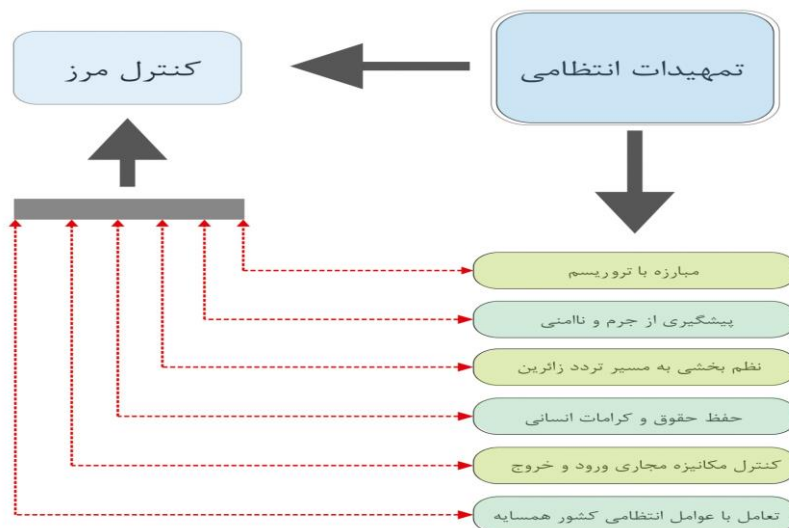 تمهیدات انتظامی
کنترل مرز
مبارزه با تروریسم
پیشگیری از جرم و ناامنی
نظم بخشی به مسیر تردد زائرین
حفظ حقوق و کرامات انسانی
کنترل مکانیزه مجاری ورود و خروج
تعامل با عوامل انتظامی کشور همسایه